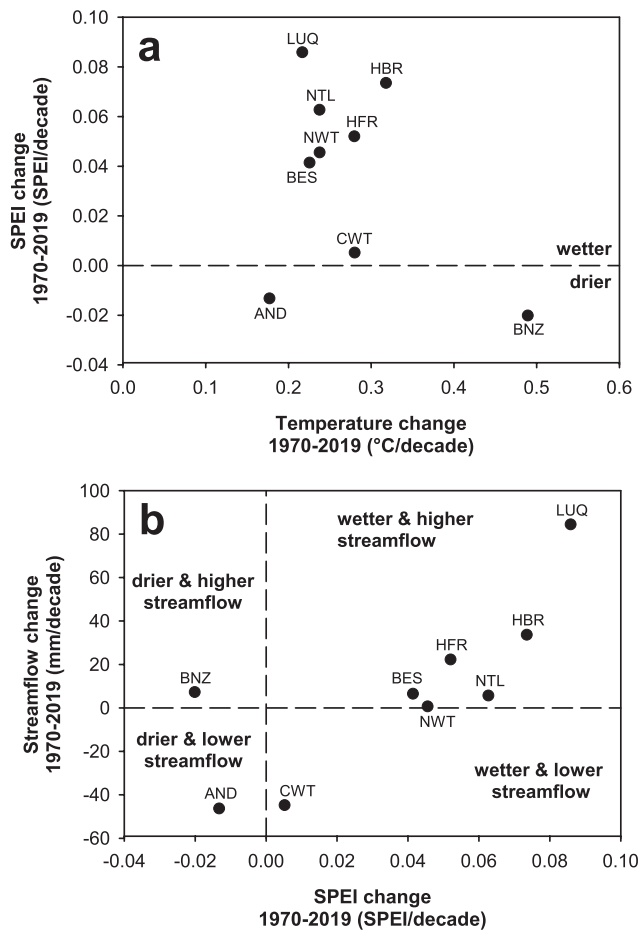 a
SPEI change
1970-2019 (SPEI/decade)
0.10
0.08
0.06
0.04
0.02
0.00
-0.02
-0.04
LUQ
HBR
NTL
HFR
NWT
BES
CWT
wetter
drier
AND
BNZ
0.0 0.1 0.2 0.3 0.4 0.5 0.6
Temperature change
1970-2019 (°C/decade)
b
Streamflow change
1970-2019 (mm/decade)
100
80
60
40
20
0
-20
-40
-60
wetter & higher
streamflow
LUQ
drier & higher
streamflow
HBR
HFR
BNZ
BES
NTL
NWT
drier & lower
streamflow
wetter & lower
streamflow
AND
CWT
-0.04 -0.02 0.00 0.02 0.04 0.06 0.08 0.10
SPEI change
1970-2019 (SPEI/decade)